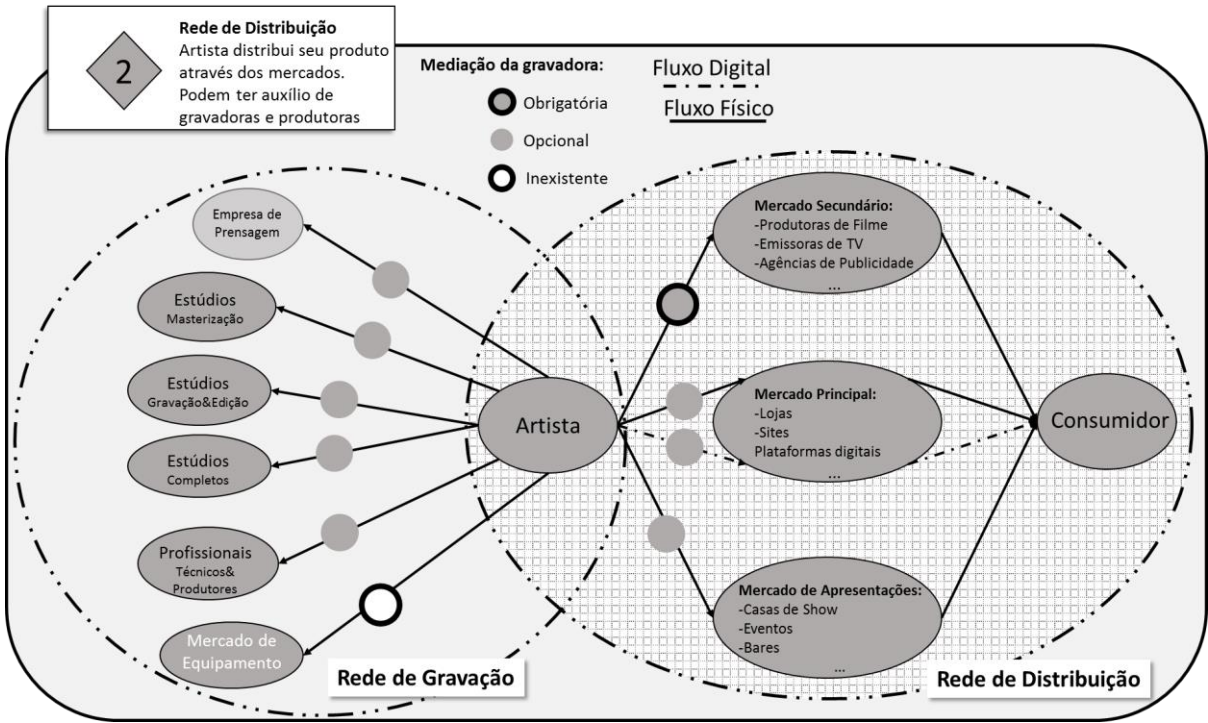 2
Rede de Distribuição
Artista distribui seu produto
através dos mercados.
Podem ter auxílio de
gravadoras e produtoras
Mediação da gravadora:
Obrigatória
Opcional
Inexistente
Fluxo Digital
Fluxo Físico
Empresa de
Prensagem
Estúdios
Masterização
Estúdios
Gravação&Edição
Estúdios
Completos
Profissionais
Técnicos&
Produtores
Mercado de
Equipamento
Rede de Gravação
Artista
Mercado Secundário:
-Produtoras de Filme
-Emissoras de TV
-Agências de Publicidade
...
Mercado Principal:
-Lojas
-Sites
Plataformas digitais
...
Mercado de Apresentações:
-Casas de Show
-Eventos
-Bares
...
Consumidor
Rede de Distribuição